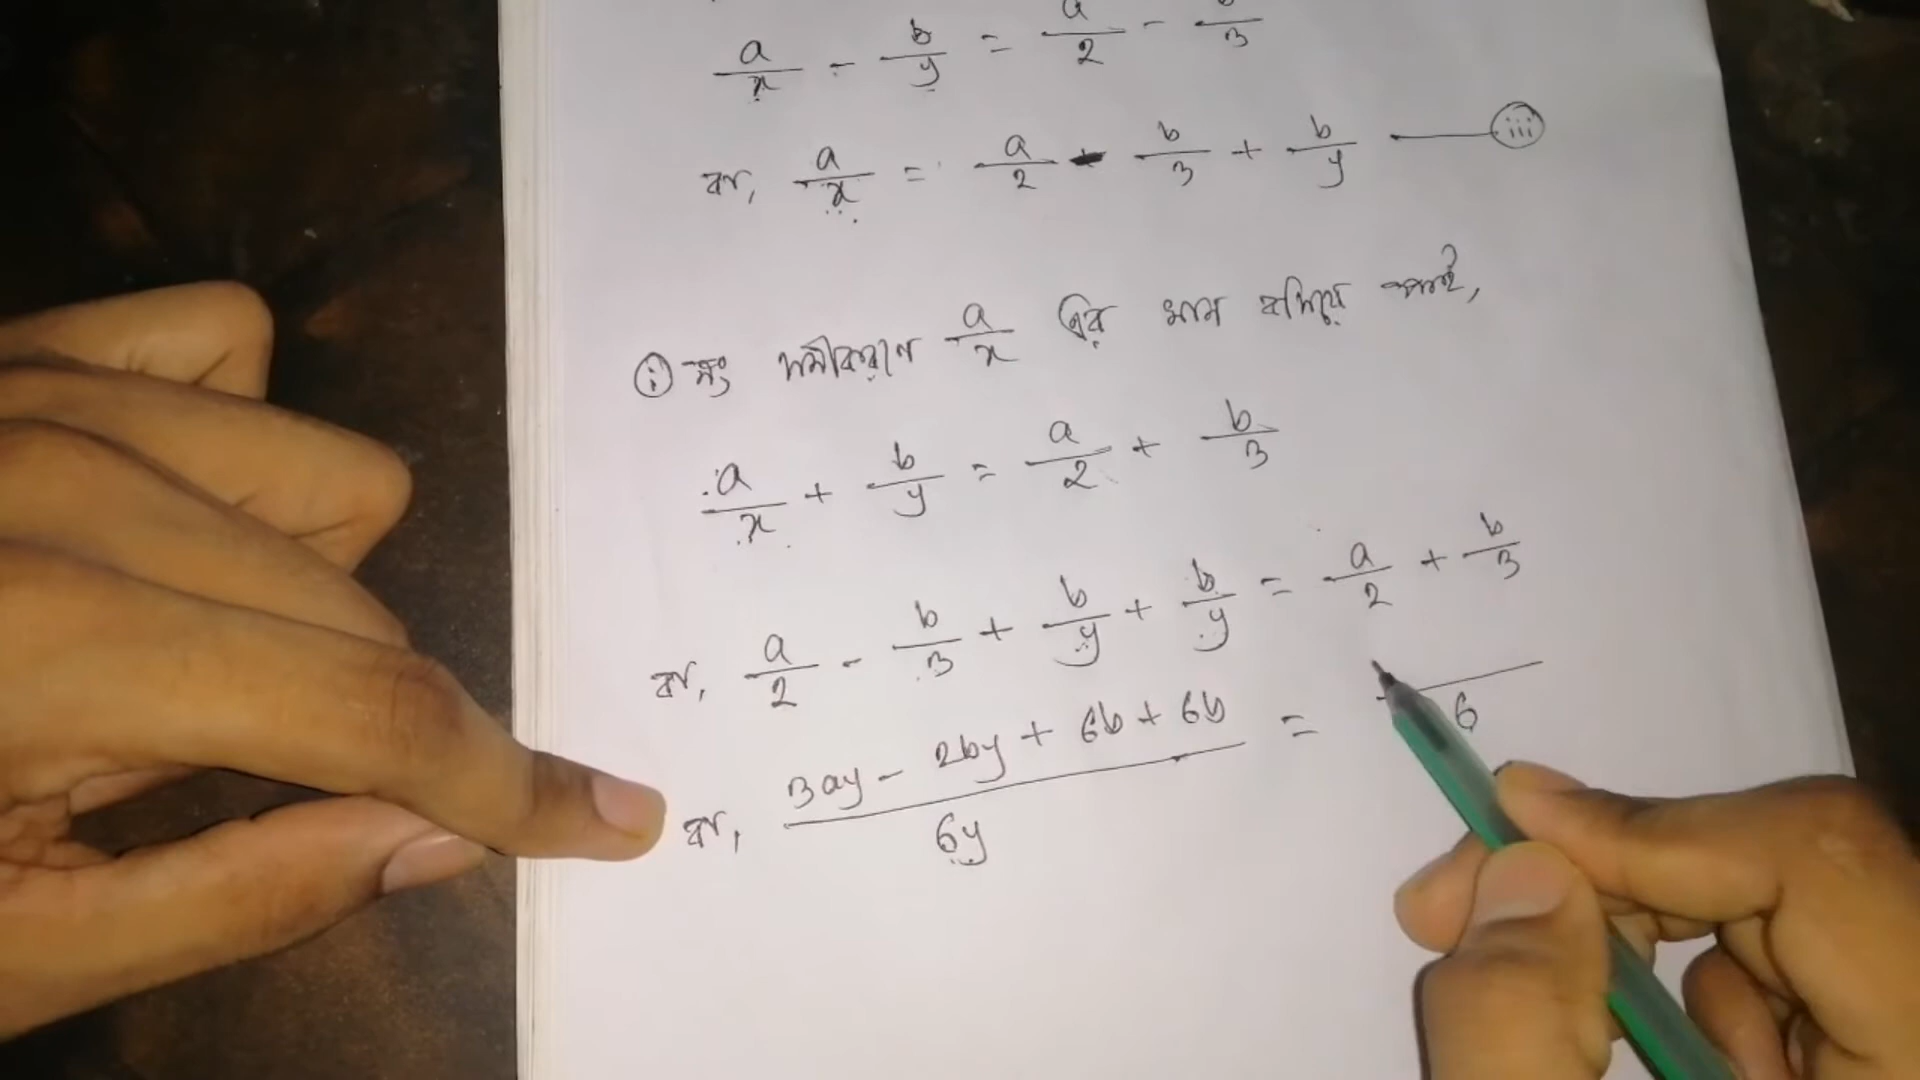 a/x - b/y = a/2 - b/3
বা, a/x = a/2 - b/3 + b/y —— (iii)
(i) নং সমীকরণে a/x এর মান বসিয়ে পাই,
a/x + b/y = a/2 + b/3
বা, a/2 - b/3 + b/y + b/y = a/2 + b/3
বা, (3ay - 2by + 6b + 6b)/6y = /6